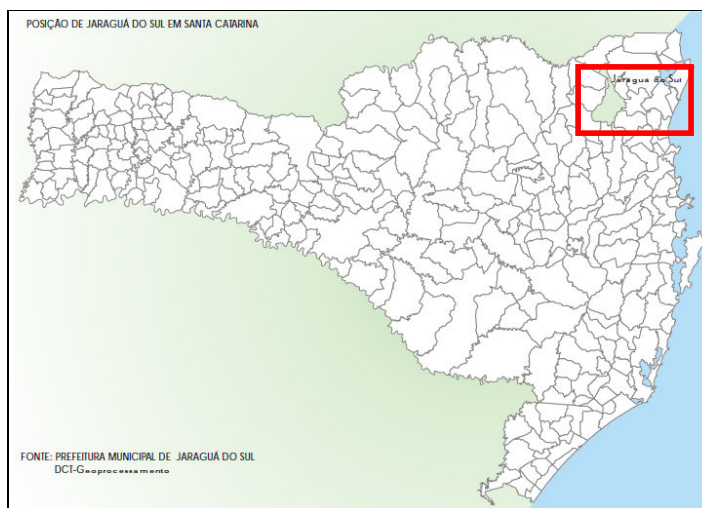 POSIÇÃO DE JARAGUÁ DO SUL EM SANTA CATARINA
Jaraguá do Sul
FONTE: PREFEITURA MUNICIPAL DE JARAGUÁ DO SUL
DCT-Geoprocessamento